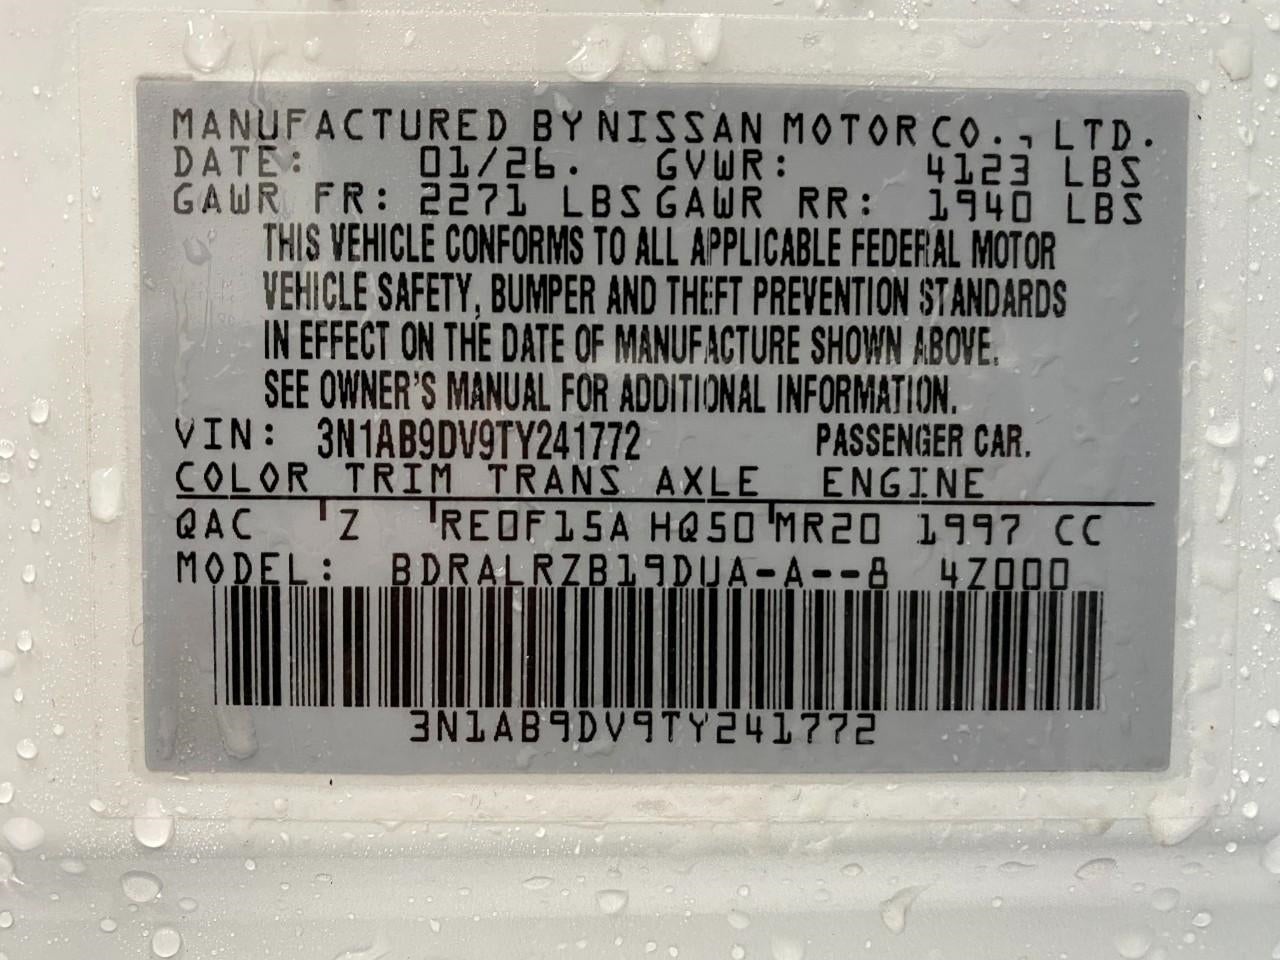 MANUFACTURED BY NISSAN MOTOR CO., LTD.
DATE: 01/26. GVWR: 4123 LBS
GAWR FR: 2271 LBS GAWR RR: 1940 LBS
THIS VEHICLE CONFORMS TO ALL APPLICABLE FEDERAL MOTOR
VEHICLE SAFETY, BUMPER AND THEFT PREVENTION STANDARDS
IN EFFECT ON THE DATE OF MANUFACTURE SHOWN ABOVE.
SEE OWNER'S MANUAL FOR ADDITIONAL INFORMATION.
VIN: 3N1AB9DV9TY241772 PASSENGER CAR.
COLOR TRIM TRANS AXLE ENGINE
QAC Z RE0F15A HQ50 MR20 1997 CC
MODEL: BDRALRZB19DUA-A--8 4Z000
3N1AB9DV9TY241772